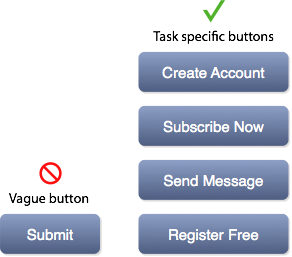 Task specific buttons
Create Account
Subscribe Now
Send Message
Register Free
Vague button
Submit